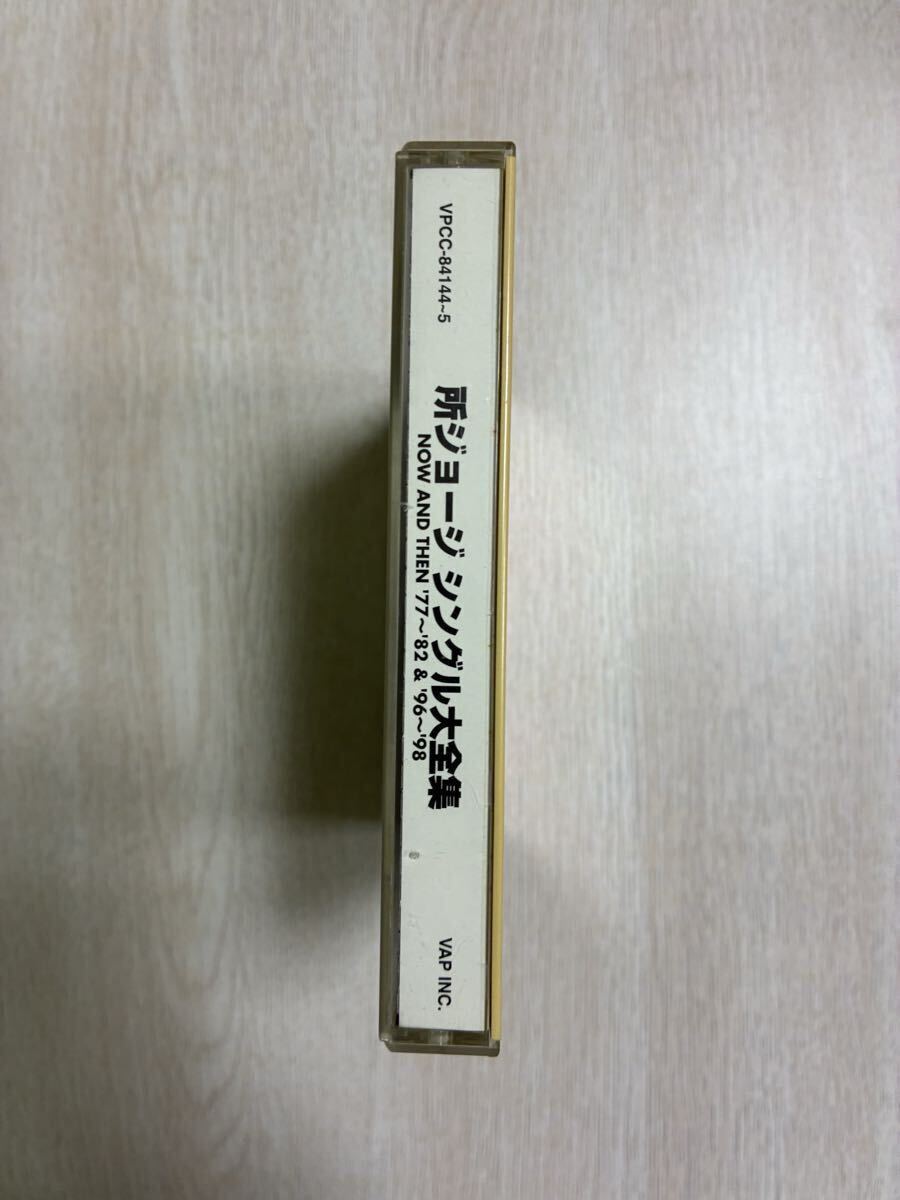 VPCC-84144~5
所ジョージ シングル大全集
NOW AND THEN '77〜'82 & '96〜'98
VAP INC.